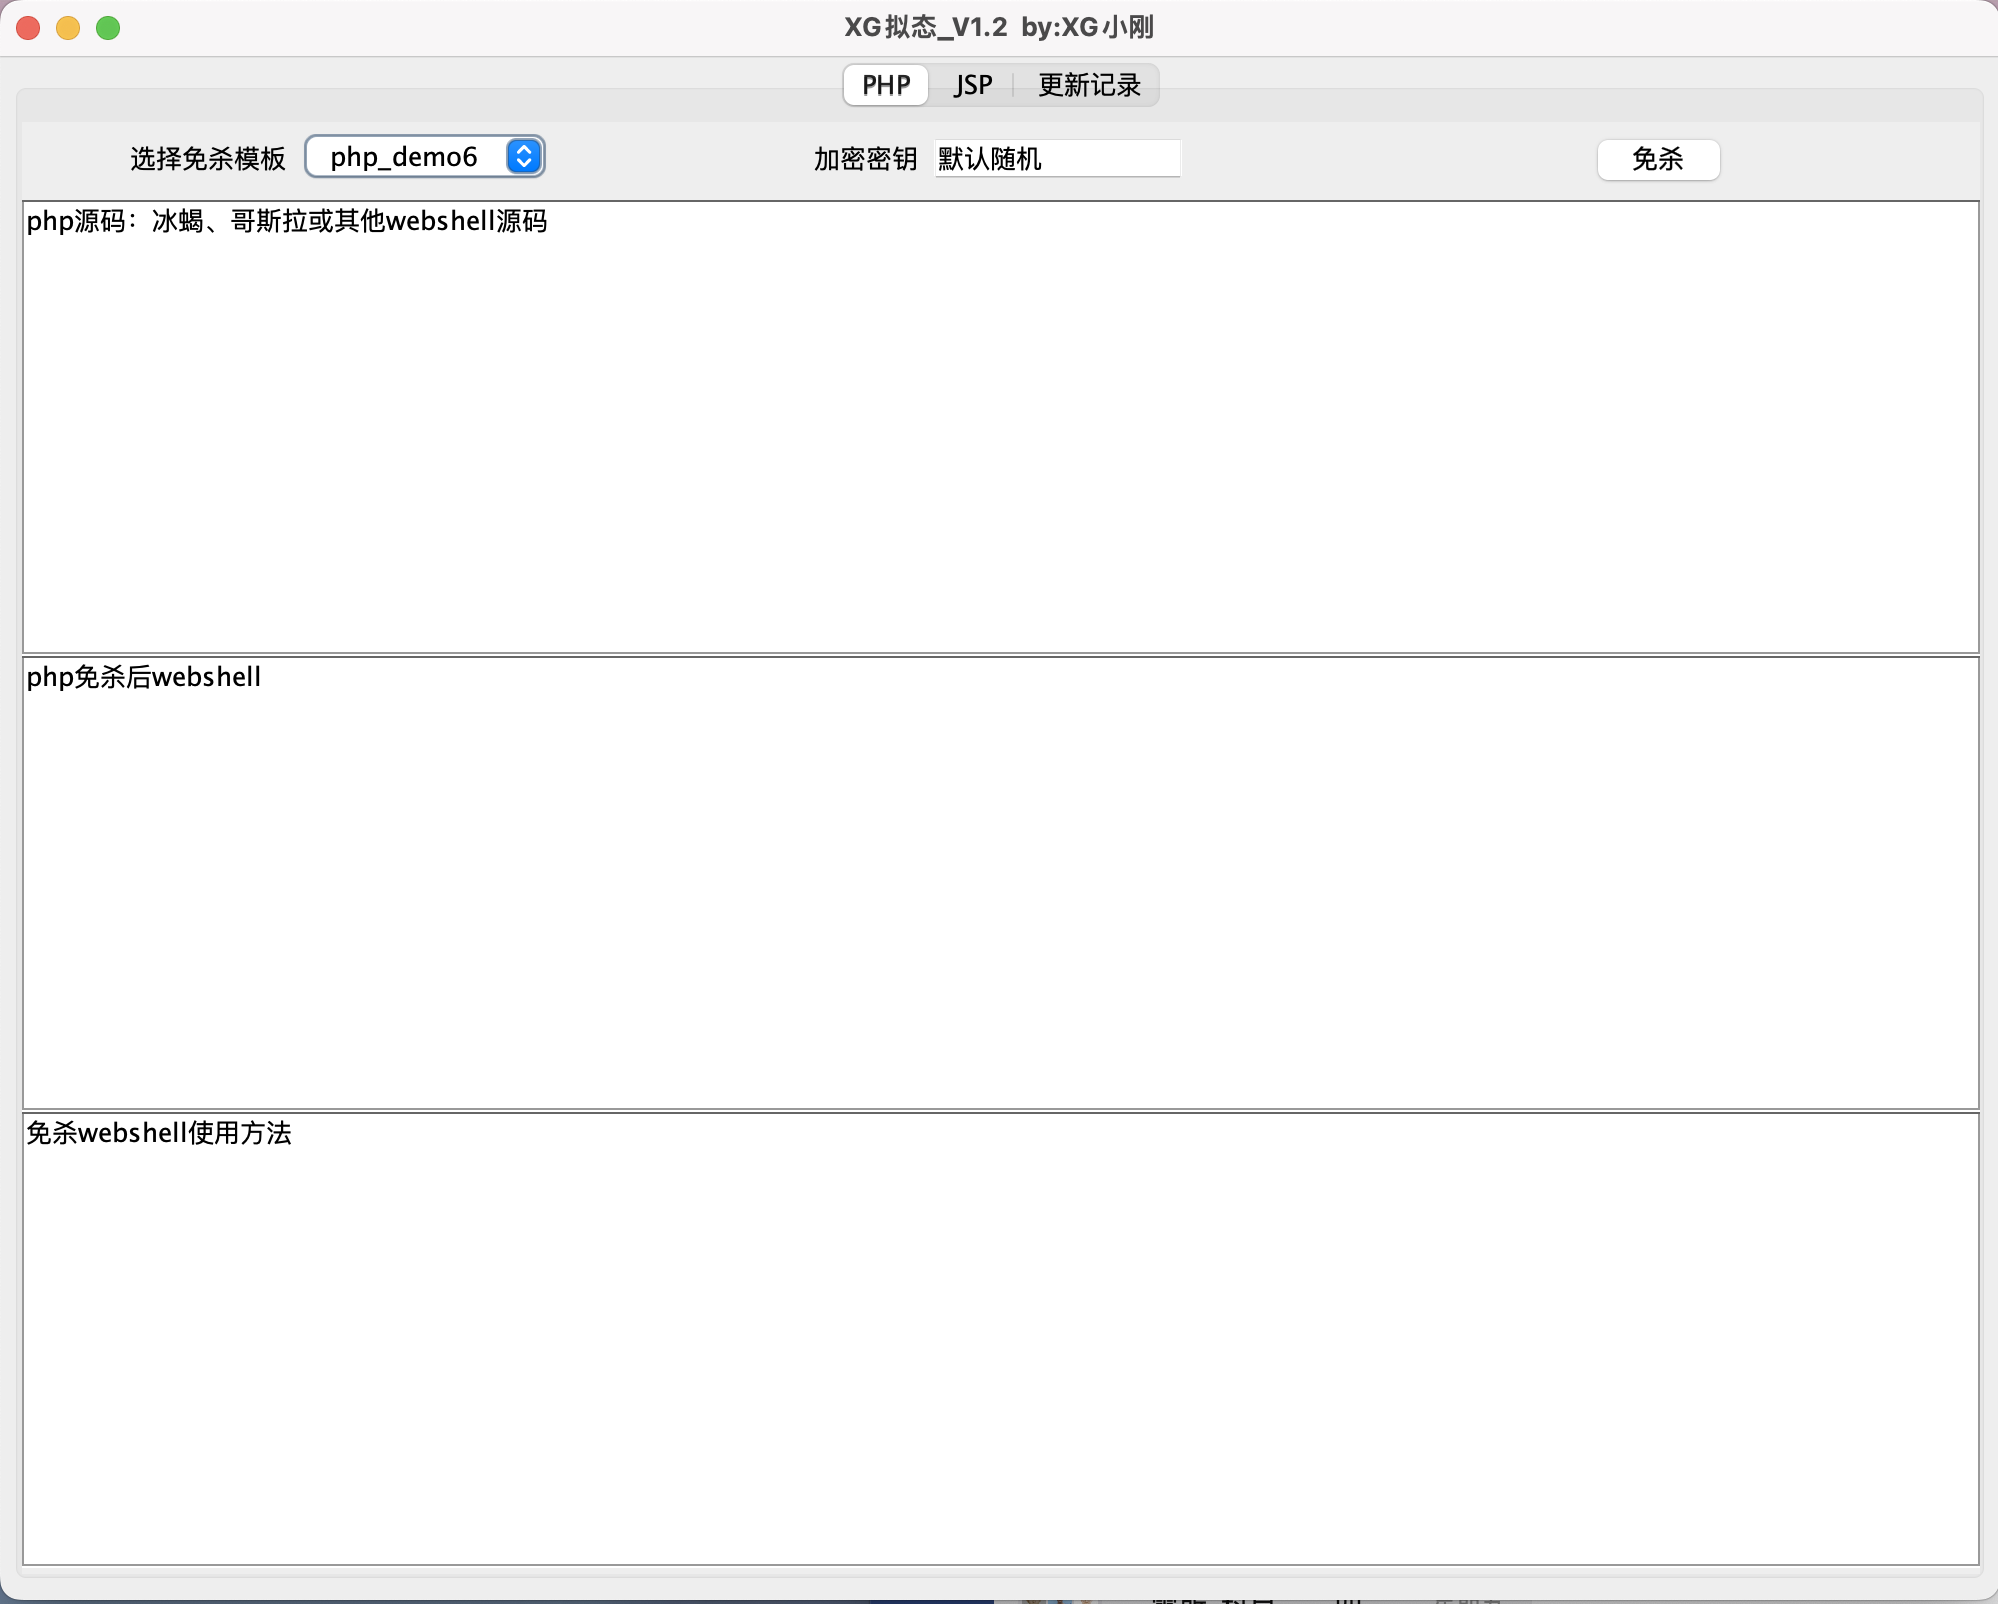 XG拟态_V1.2 by:XG小刚
PHP JSP 更新记录
选择免杀模板 php_demo6 加密密钥 默认随机 免杀
php源码：冰蝎、哥斯拉或其他webshell源码
php免杀后webshell
免杀webshell使用方法